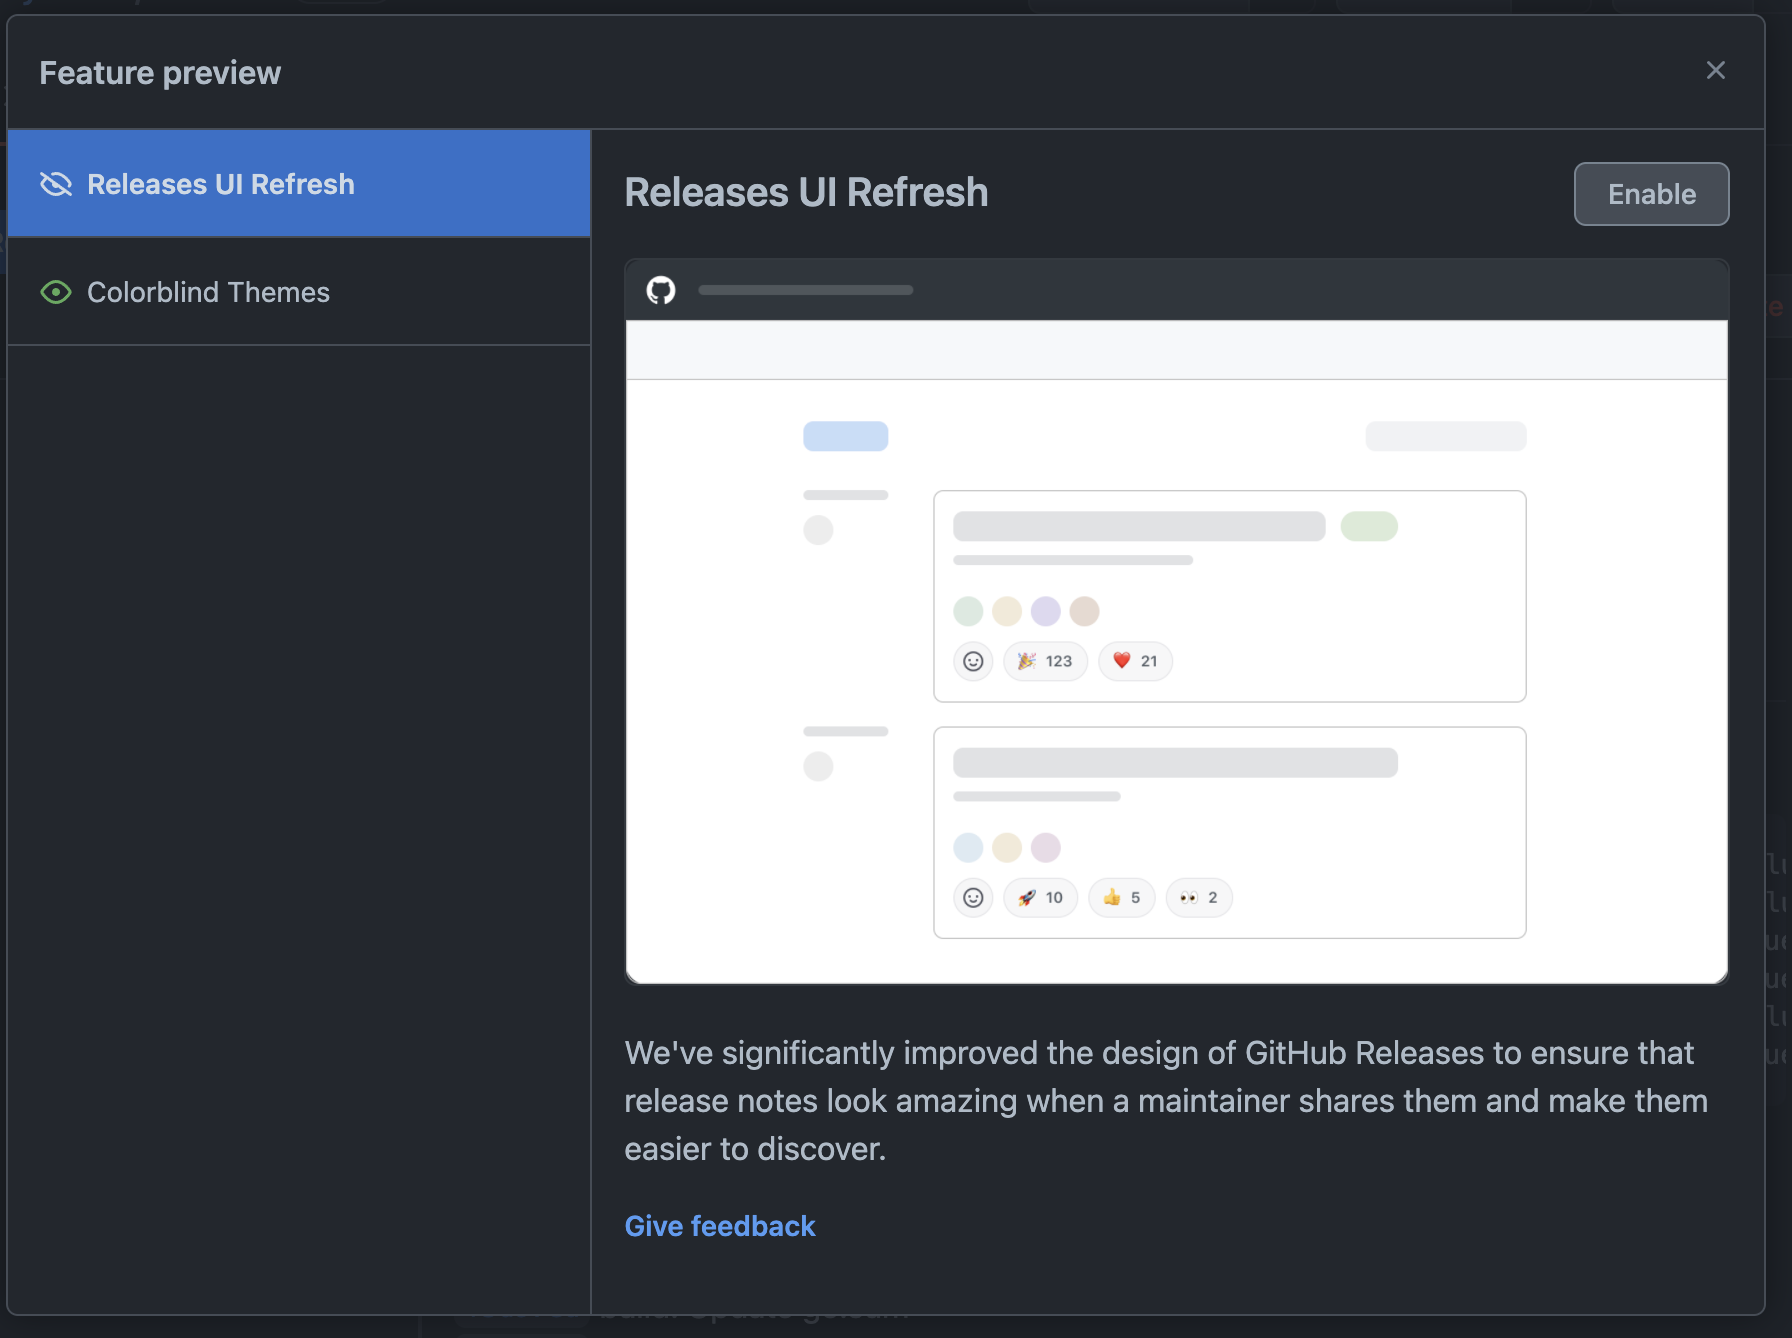 Feature preview
Releases UI Refresh
Colorblind Themes
Releases UI Refresh
Enable
123
21
10
5
2
We've significantly improved the design of GitHub Releases to ensure that
release notes look amazing when a maintainer shares them and make them
easier to discover.
Give feedback